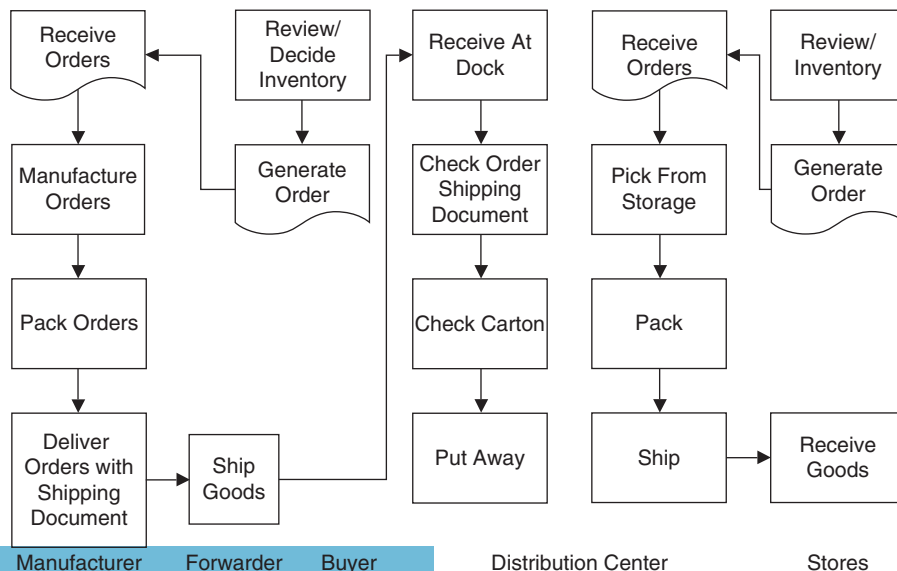 Receive
Orders
Review/
Decide
Inventory
Receive At
Dock
Receive
Orders
Review/
Inventory
Manufacture
Orders
Generate
Order
Check Order
Shipping
Document
Pick From
Storage
Generate
Order
Pack Orders
Check Carton
Pack
Deliver
Orders with
Shipping
Document
Ship
Goods
Put Away
Ship
Receive
Goods
Manufacturer
Forwarder
Buyer
Distribution Center
Stores